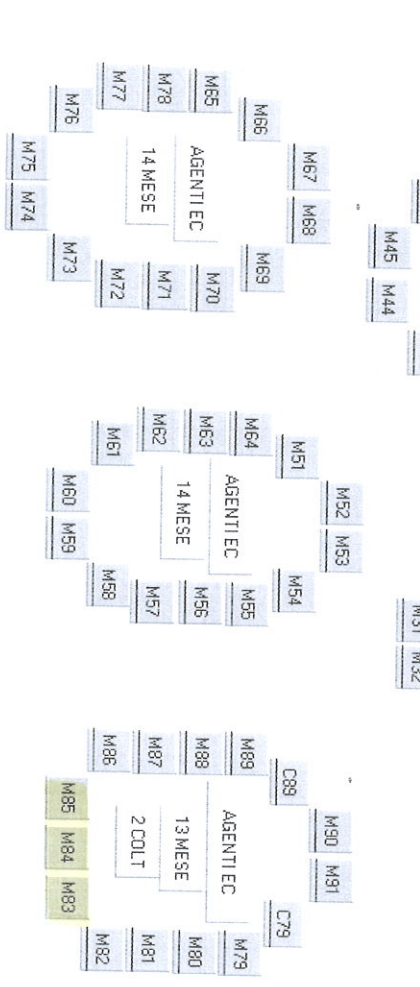 M31 M32
M45 M44
M67 M68
M66 M69
M65 M70
AGENTI EC
M78 M71
14 MESE
M77 M72
M76 M73
M75 M74
M52 M53
M51 M54
M64 M55
AGENTI EC
M63 M56
14 MESE
M62 M57
M61 M58
M60 M59
M90 M91
C89 C79
M89 M79
AGENTI EC
M88 M80
13 MESE
M87 M81
2 COLT
M86 M82
M85 M84 M83